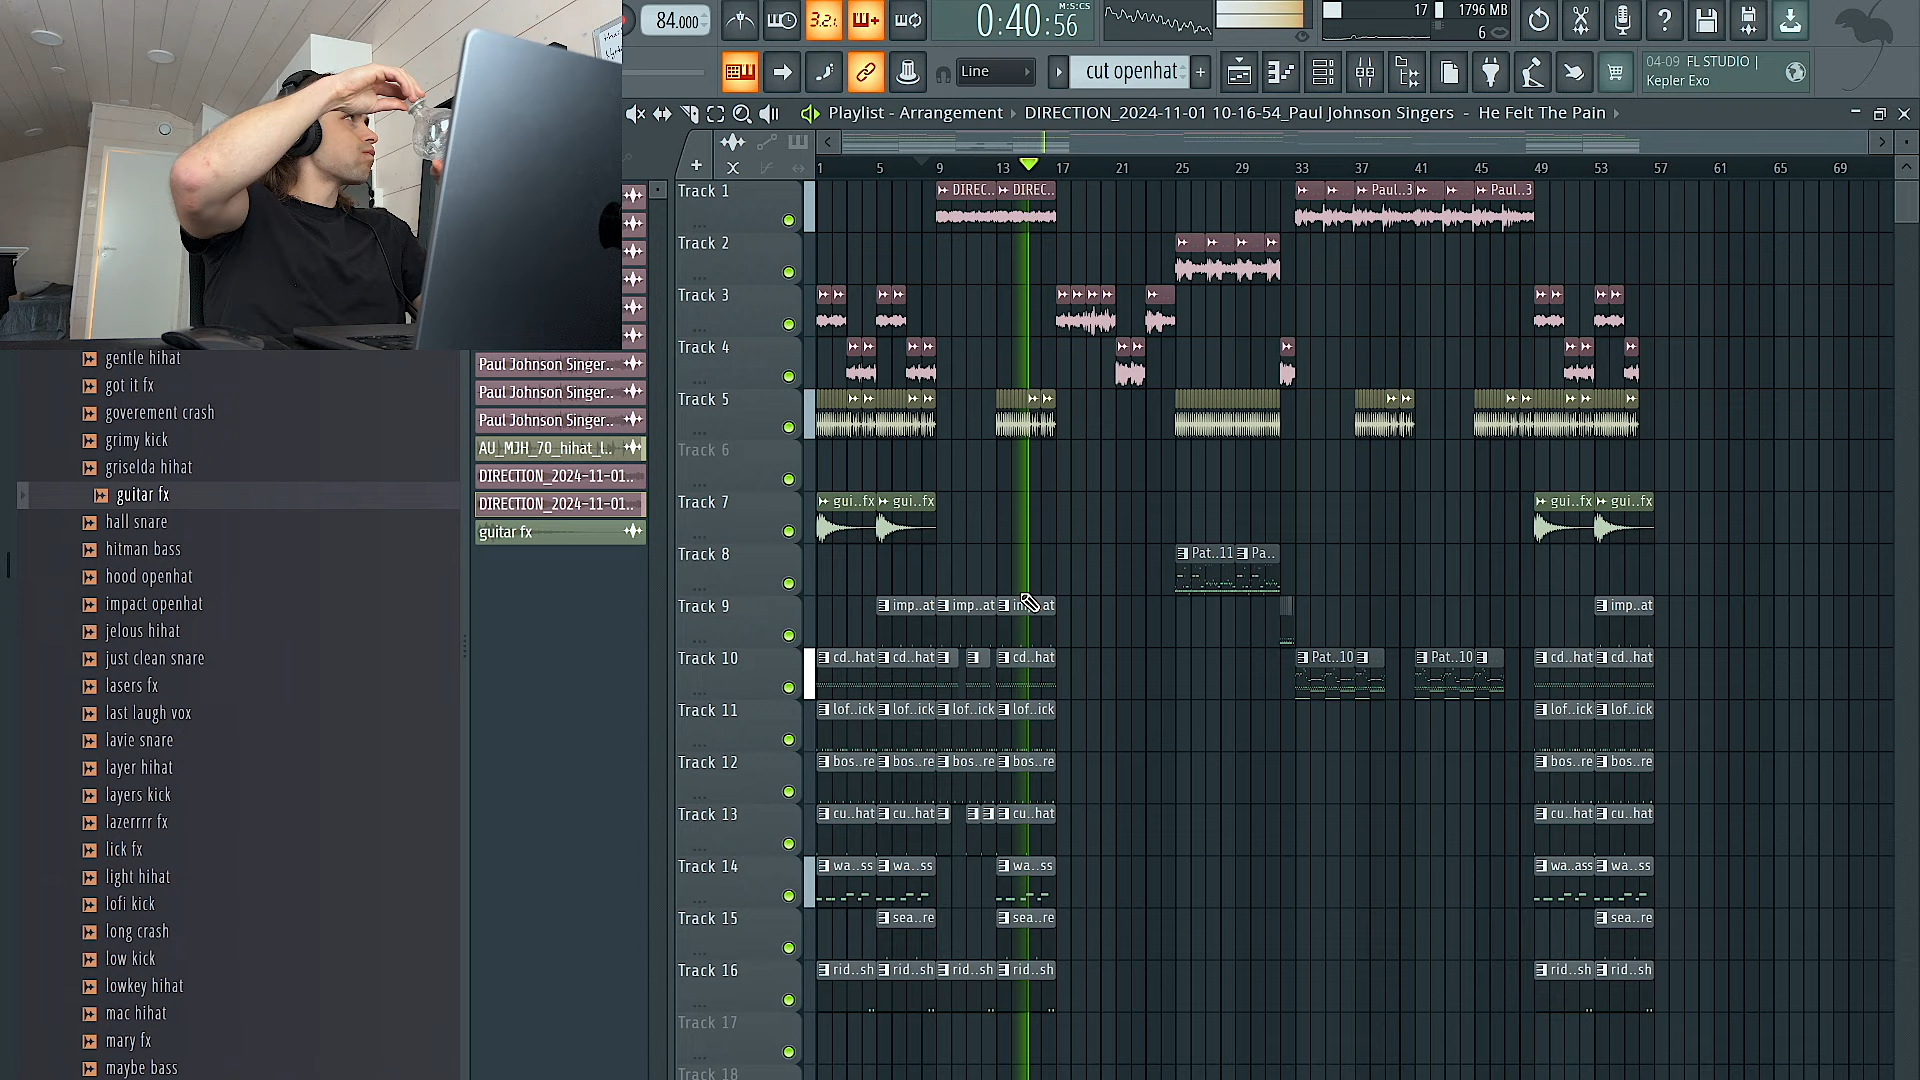 84.000
3.2.
0:40:56
M:S:CS
17
1796 MB
6
Line
cut openhat
04-09 FL STUDIO |
Kepler Exo
Playlist - Arrangement
DIRECTION_2024-11-01 10-16-54_Paul Johnson Singers - He Felt The Pain
1 5 9 13 17 21 25 29 33 37 41 45 49 53 57 61 65 69
Track 1
DIREC.. DIREC.. Paul..3 Paul..3
Track 2
Track 3
Track 4
Track 5
Track 6
Track 7
gui..fx gui..fx gui..fx gui..fx
Track 8
Pat..11 Pa..
Track 9
imp..at imp..at imp..at
Track 10
cd..hat cd..hat cd..hat Pat..10 Pat..10 cd..hat cd..hat
Track 11
lof..ick lof..ick lof..ick lof..ick lof..ick lof..ick
Track 12
bos..re bos..re bos..re bos..re bos..re bos..re
Track 13
cu..hat cu..hat cu..hat cu..hat cu..hat
Track 14
wa..ss wa..ss wa..ss wa..ass wa..ss
Track 15
sea..re sea..re sea..re
Track 16
rid..sh rid..sh rid..sh rid..sh rid..sh rid..sh
Track 17
Track 18
gentle hihat
got it fx
goverement crash
grimy kick
griselda hihat
guitar fx
hall snare
hitman bass
hood openhat
impact openhat
jelous hihat
just clean snare
lasers fx
last laugh vox
lavie snare
layer hihat
layers kick
lazerrrr fx
lick fx
light hihat
lofi kick
long crash
low kick
lowkey hihat
mac hihat
mary fx
maybe bass
Paul Johnson Singer..
Paul Johnson Singer..
Paul Johnson Singer..
AU_MJH_70_hihat_l..
DIRECTION_2024-11-01..
DIRECTION_2024-11-01..
guitar fx